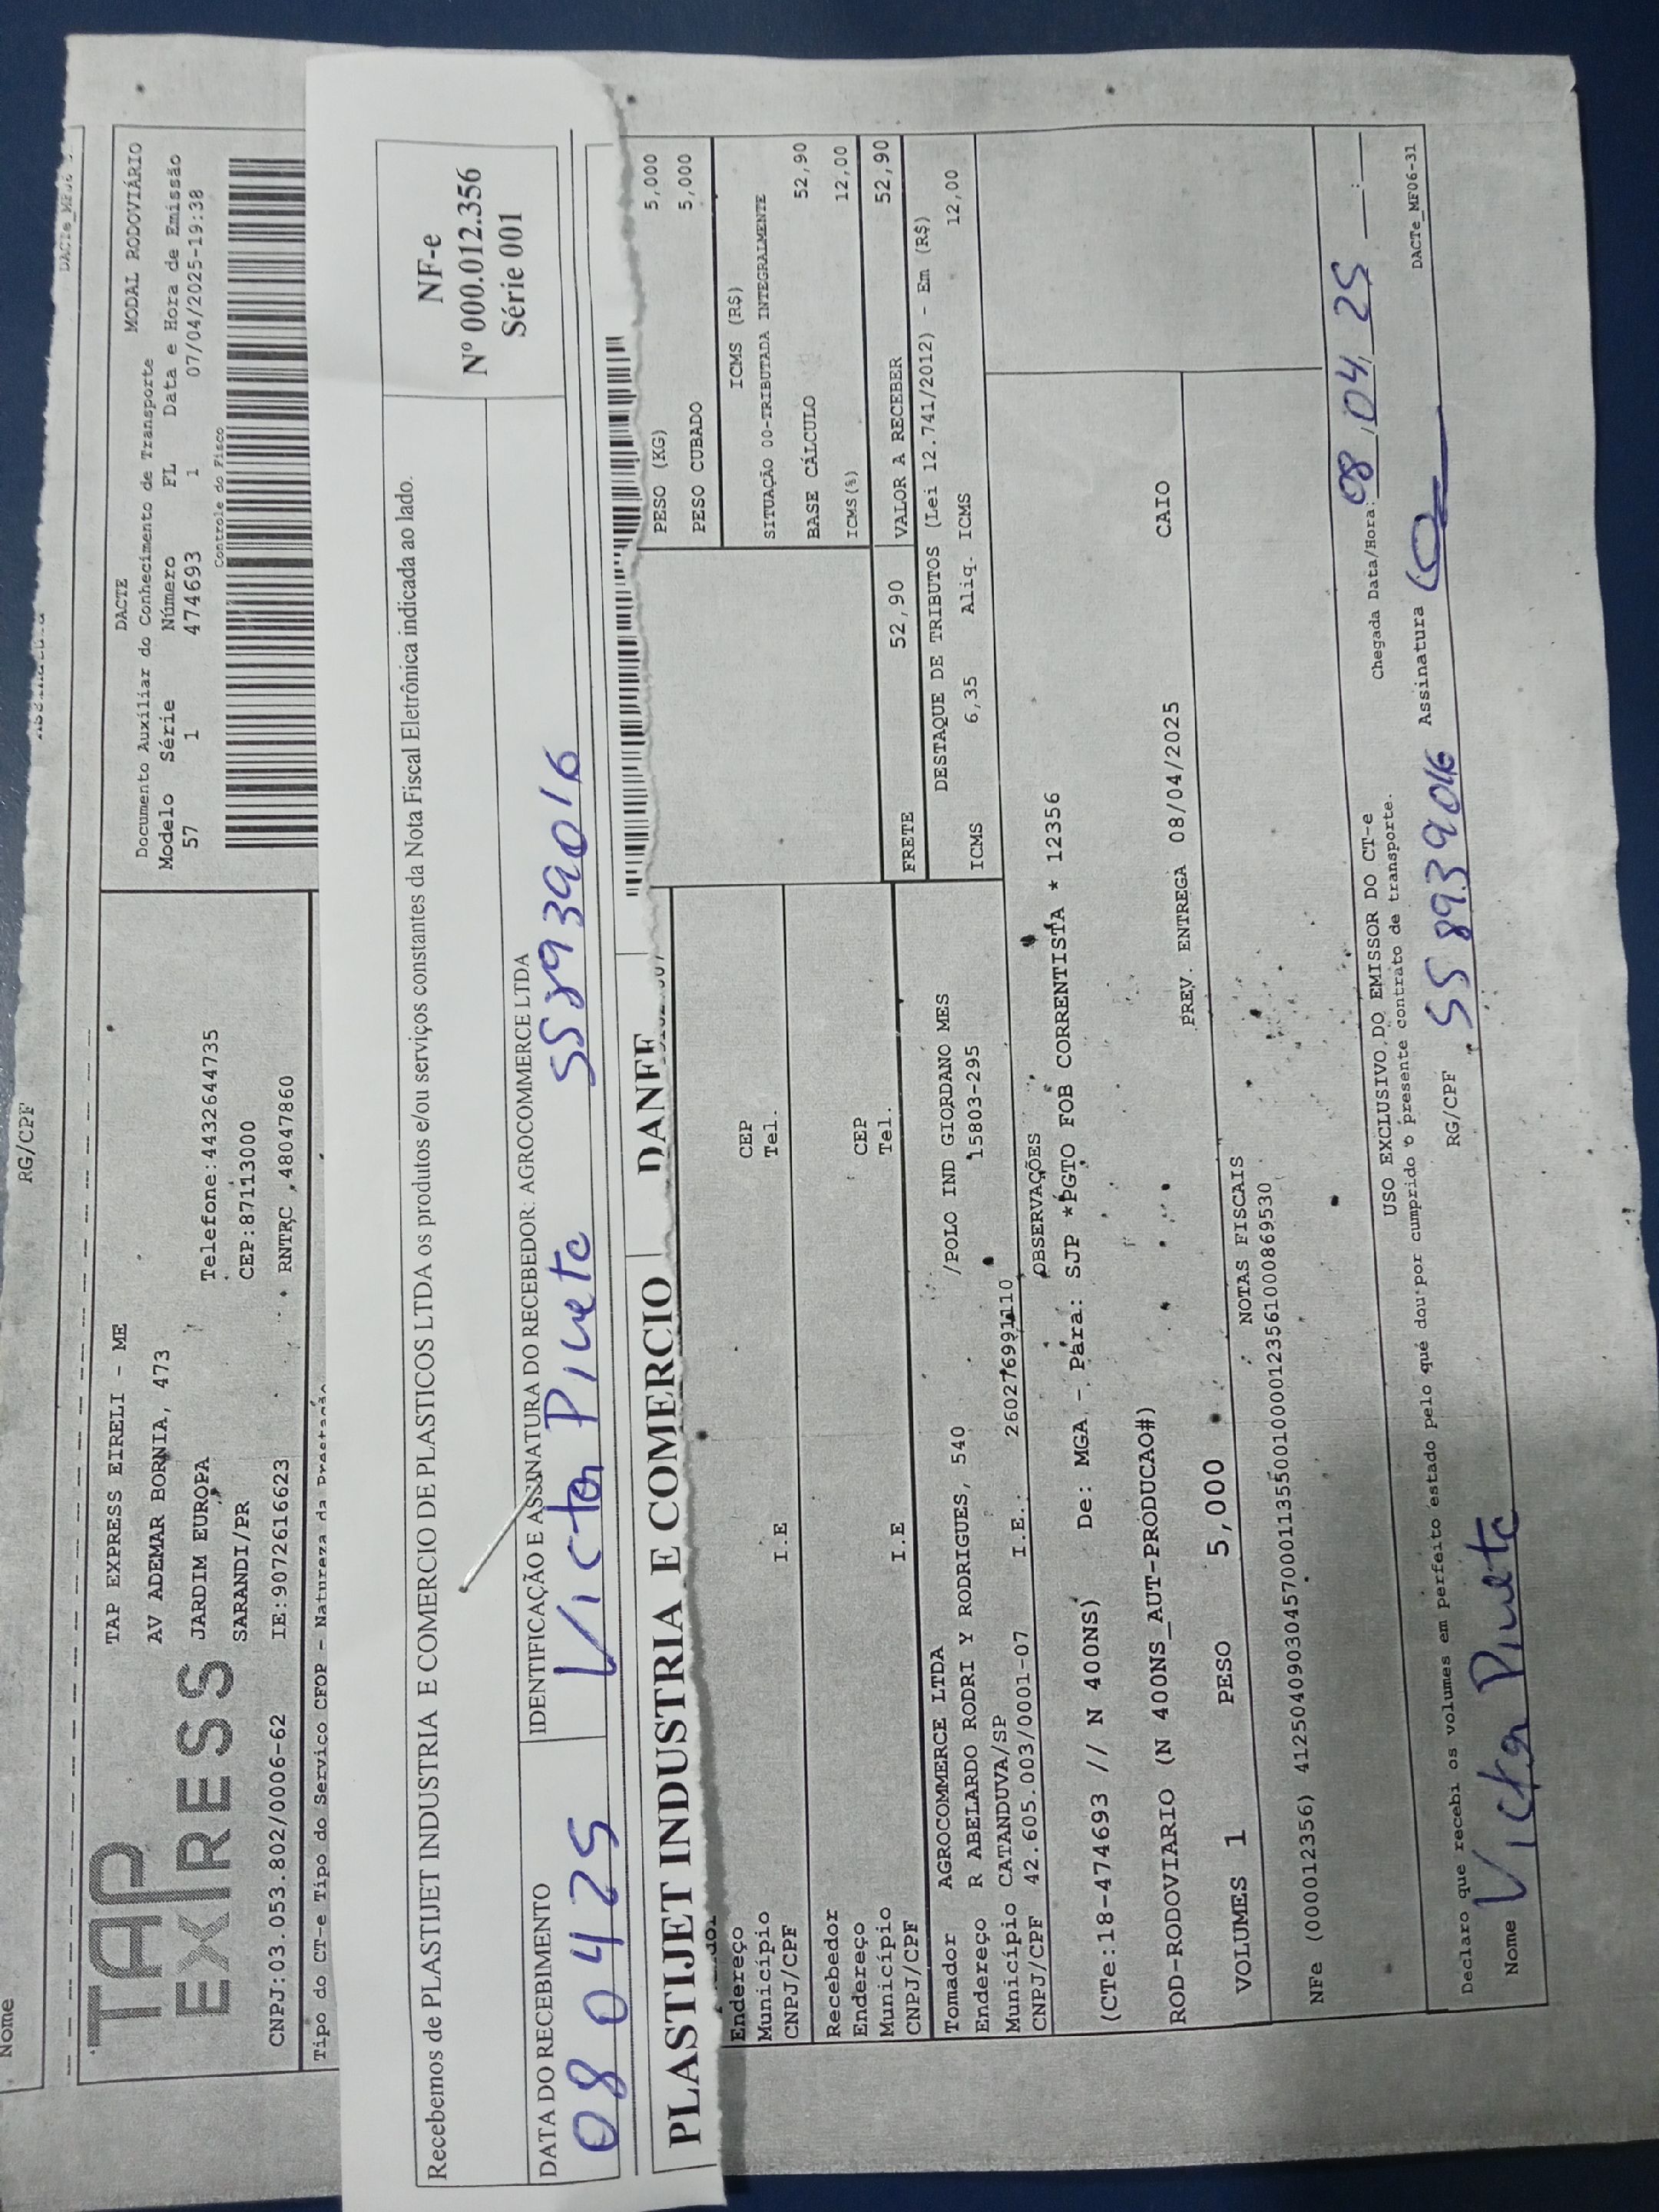 Nome
RG/CPF
DACTe_MF06-3
TAP
EXPRESS
TAP EXPRESS EIRELI - ME
AV ADEMAR BORNIA, 473
JARDIM EUROPA
Telefone:4432644735
SARANDI/PR
CEP:87113000
CNPJ:03.053.802/0006-62 IE:9072616623 RNTRC 48047860
DACTE MODAL RODOVIÁRIO
Documento Auxiliar do Conhecimento de Transporte
Modelo Série Número FL Data e Hora de Emissão
57 1 474693 1 07/04/2025-19:38
Controle do Fisco
Tipo do CT-e Tipo do Serviço CFOP - Natureza da Prestação
Recebemos de PLASTIJET INDUSTRIA E COMERCIO DE PLASTICOS LTDA os produtos e/ou serviços constantes da Nota Fiscal Eletrônica indicada ao lado.
NF-e
Nº 000.012.356
Série 001
DATA DO RECEBIMENTO
08 04 25
IDENTIFICAÇÃO E ASSINATURA DO RECEBEDOR: AGROCOMMERCE LTDA
Victor Pineto 558939016
PLASTIJET INDUSTRIA E COMERCIO DANFE
PESO (KG) 5,000
PESO CUBADO 5,000
Endereço CEP
Município Tel.
CNPJ/CPF I.E
ICMS (R$)
SITUAÇÃO 00-TRIBUTADA INTEGRALMENTE
BASE CÁLCULO 52,90
ICMS(%) 12,00
Recebedor
Endereço CEP
Município Tel.
CNPJ/CPF I.E
FRETE 52,90 VALOR A RECEBER 52,90
DESTAQUE DE TRIBUTOS (Lei 12.741/2012) - Em (R$)
ICMS 6,35 Aliq. ICMS 12,00
Tomador AGROCOMMERCE LTDA
Endereço R ABELARDO RODRI Y RODRIGUES, 540 /POLO IND GIORDANO MES
Município CATANDUVA/SP 15803-295
CNPJ/CPF 42.605.003/0001-07 I.E. 260276991110
OBSERVAÇÕES
(CTe:18-474693 // N 400NS) De: MGA - Para: SJP *PGTO FOB CORRENTISTA * 12356
ROD-RODOVIARIO (N 400NS_AUT-PRODUCAO#)
PREV. ENTREGA 08/04/2025 CAIO
VOLUMES 1 PESO 5,000
NOTAS FISCAIS
NFe (000012356) 41250409030457000113550010000123561000869530
USO EXCLUSIVO DO EMISSOR DO CT-e
Chegada Data/Hora: 08/04/25 __:__
Declaro que recebi os volumes em perfeito estado pelo qué dou por cumprido o presente contrato de transporte.
Nome Victor Pineto RG/CPF 558939016 Assinatura
DACTe_MF06-31